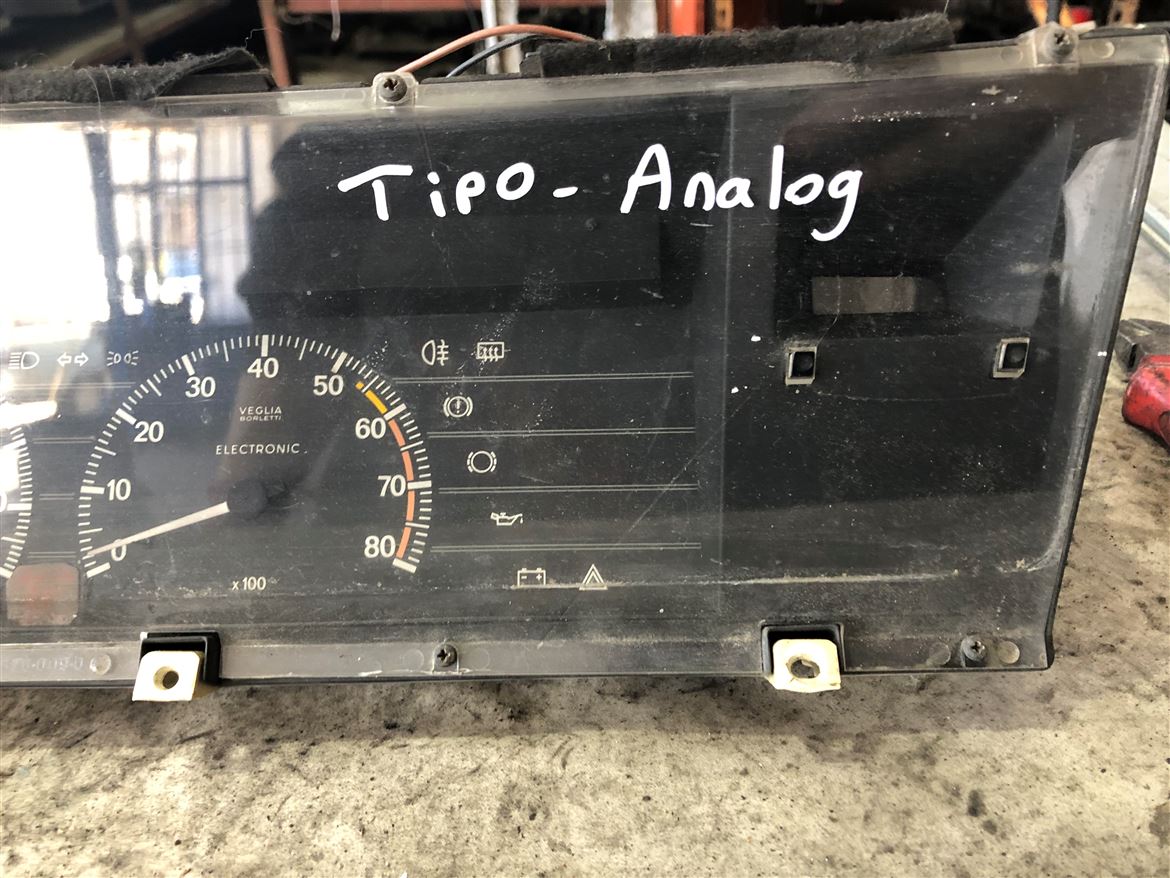 TiPO - Analog
40
30
50
VEGLIA
BORLETTI
20
60
ELECTRONIC
10
70
0
80
x100